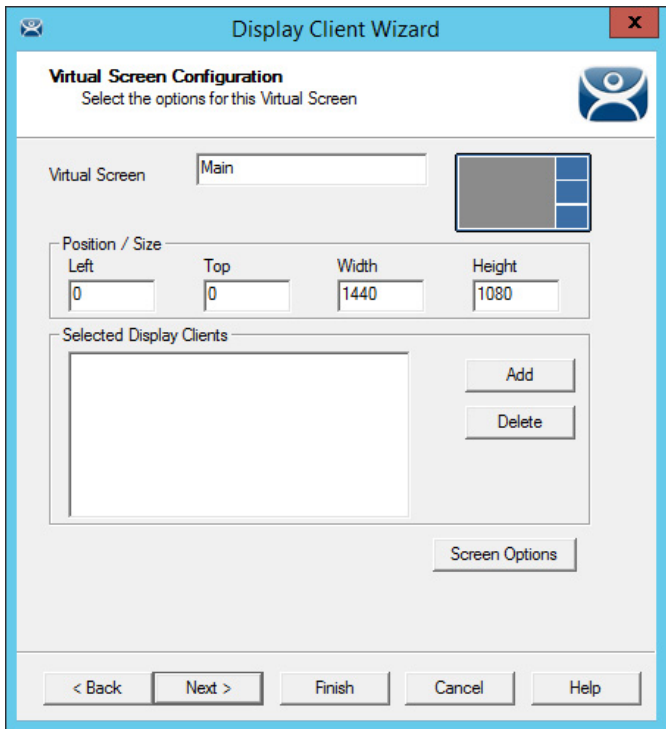 Display Client Wizard
x
Virtual Screen Configuration
Select the options for this Virtual Screen
Virtual Screen
Main
Position / Size
Left Top Width Height
0 0 1440 1080
Selected Display Clients
Add
Delete
Screen Options
< Back Next > Finish Cancel Help